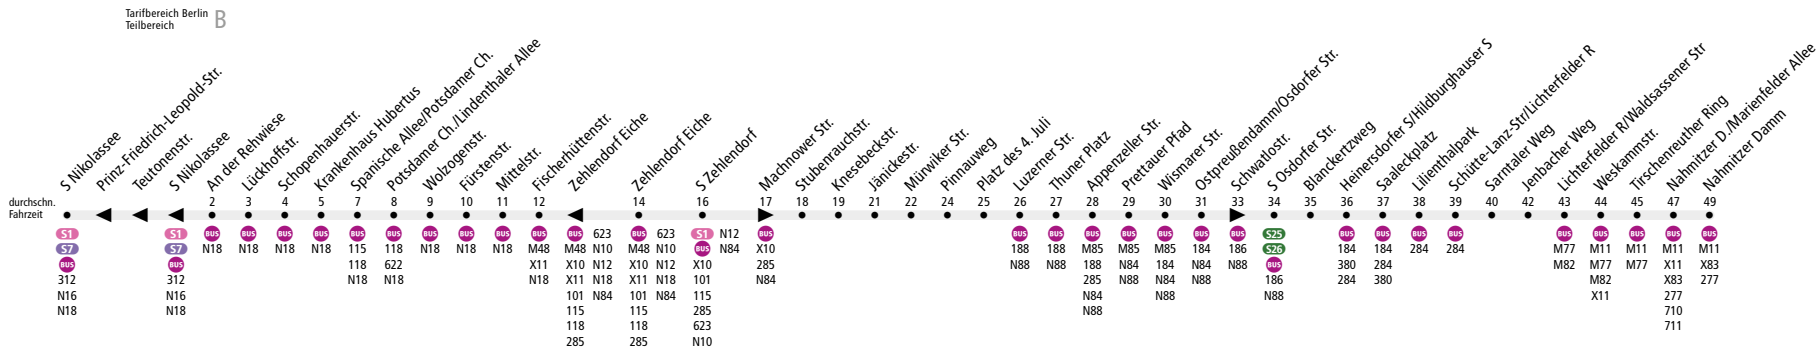 Tarifbereich Berlin
Teilbereich
B
S Nikolassee
Prinz-Friedrich-Leopold-Str.
Teutonenstr.
S Nikolassee
An der Rehwiese
Lückhoffstr.
Schopenhauerstr.
Krankenhaus Hubertus
Spanische Allee/Potsdamer Ch.
Potsdamer Ch./Lindenthaler Allee
Wolzogenstr.
Fürstenstr.
Mittelstr.
Fischerhüttenstr.
Zehlendorf Eiche
Zehlendorf Eiche
S Zehlendorf
Machnower Str.
Stubenrauchstr.
Knesebeckstr.
Jänickestr.
Mürwiker Str.
Pinnauweg
Platz des 4. Juli
Luzerner Str.
Thuner Platz
Appenzeller Str.
Prettauer Pfad
Wismarer Str.
Ostpreußendamm/Osdorfer Str.
Schwatlostr.
S Osdorfer Str.
Blanckertzweg
Heinersdorfer S/Hildburghauser S
Saaleckplatz
Lilienthalpark
Schütte-Lanz-Str/Lichterfelder R
Sarntaler Weg
Jenbacher Weg
Lichterfelder R/Waldsassener Str
Weskammstr.
Tirschenreuther Ring
Nahmitzer D./Marienfelder Allee
Nahmitzer Damm
durchschn. 2 3 4 5 7 8 9 10 11 12 14 16 17 18 19 21 22 24 25 26 27 28 29 30 31 33 34 35 36 37 38 39 40 42 43 44 45 47 49
Fahrzeit
S1 S1 BUS BUS BUS BUS BUS BUS BUS BUS BUS BUS BUS 623 BUS 623 S1 N12 BUS BUS BUS BUS BUS BUS BUS BUS S25 BUS BUS BUS BUS BUS BUS BUS BUS BUS
S7 S7 N18 N18 N18 N18 115 118 N18 N18 N18 M48 M48 N10 M48 N10 BUS N84 X10 188 188 M85 M85 M85 184 186 S26 184 184 284 284 M77 M11 M11 M11 M11
BUS BUS 118 622 X11 X10 N12 X10 N12 X10 285 N88 N88 188 N84 184 N84 N88 BUS 380 284 M82 M77 M77 X11 X83
312 312 N18 N18 N18 X11 N18 X11 N18 101 N84 285 N88 N84 N88 186 284 380 M82 X83 277
N16 N16 101 N84 101 N84 115 N84 N88 N88 X11 277
N18 N18 115 115 285 N88 710
118 118 623 711
285 285 N10